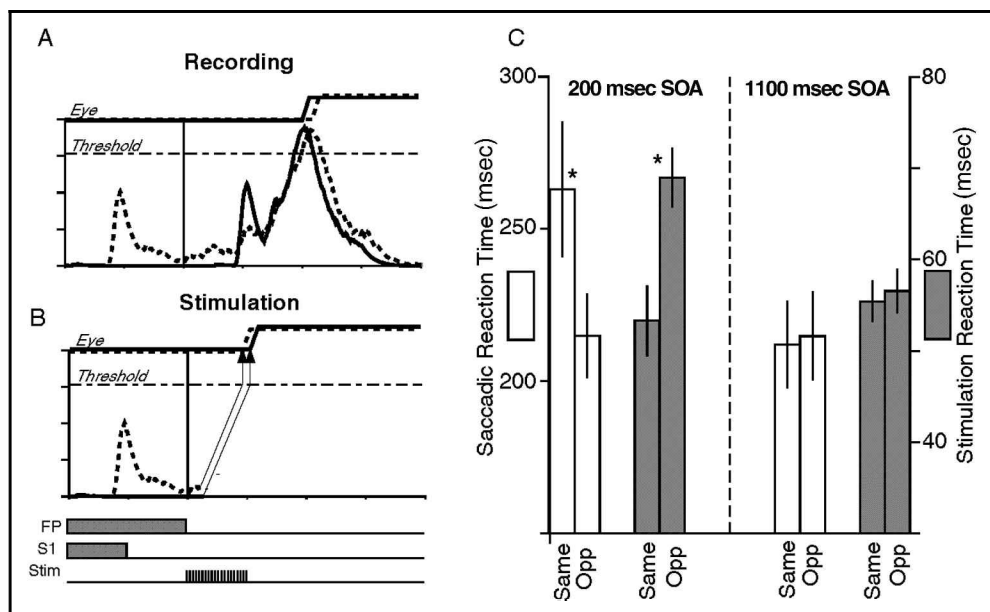 A
Recording
Eye
Threshold
B
Stimulation
Eye
Threshold
FP
S1
Stim
C
300
250
200
Saccadic Reaction Time (msec)
200 msec SOA
1100 msec SOA
*
*
80
60
40
Stimulation Reaction Time (msec)
Same
Opp
Same
Opp
Same
Opp
Same
Opp